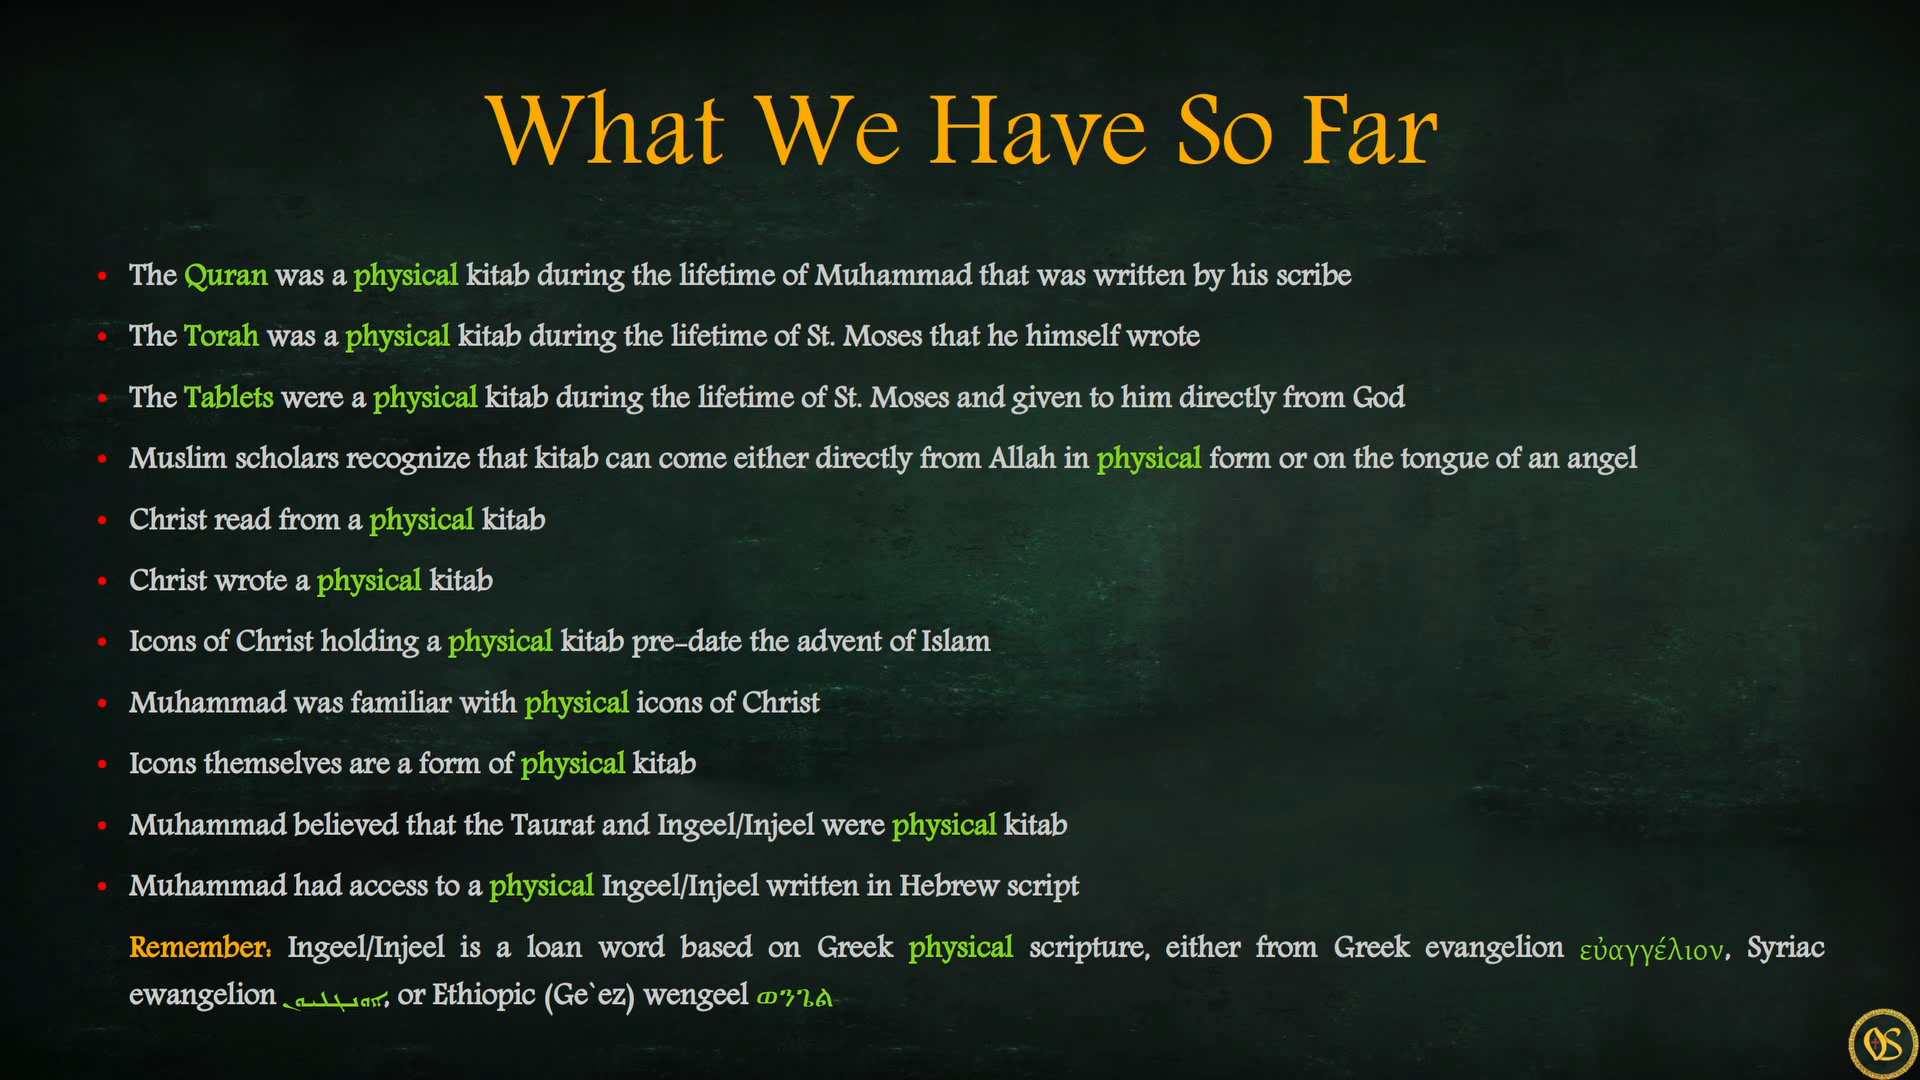 What We Have So Far
• The Quran was a physical kitab during the lifetime of Muhammad that was written by his scribe
• The Torah was a physical kitab during the lifetime of St. Moses that he himself wrote
• The Tablets were a physical kitab during the lifetime of St. Moses and given to him directly from God
• Muslim scholars recognize that kitab can come either directly from Allah in physical form or on the tongue of an angel
• Christ read from a physical kitab
• Christ wrote a physical kitab
• Icons of Christ holding a physical kitab pre-date the advent of Islam
• Muhammad was familiar with physical icons of Christ
• Icons themselves are a form of physical kitab
• Muhammad believed that the Taurat and Ingeel/Injeel were physical kitab
• Muhammad had access to a physical Ingeel/Injeel written in Hebrew script
Remember: Ingeel/Injeel is a loan word based on Greek physical scripture, either from Greek evangelion εὐαγγέλιον, Syriac
ewangelion , or Ethiopic (Ge`ez) wengeel ወንጌል
OS